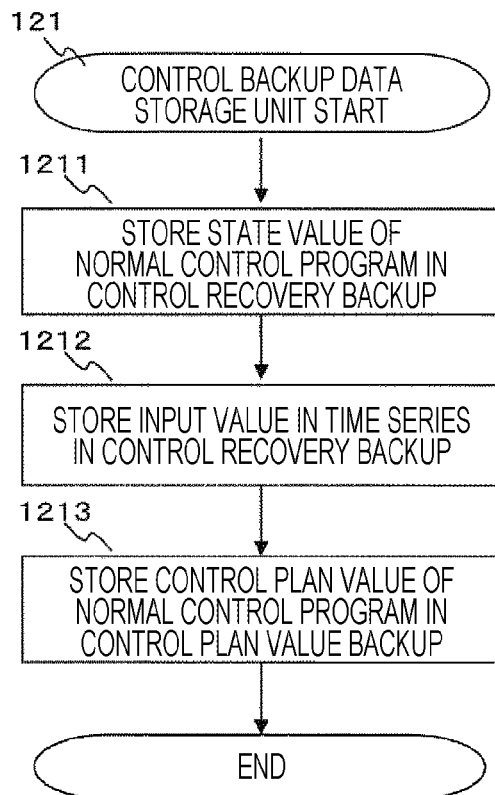 121
CONTROL BACKUP DATA
STORAGE UNIT START
1211
STORE STATE VALUE OF
NORMAL CONTROL PROGRAM IN
CONTROL RECOVERY BACKUP
1212
STORE INPUT VALUE IN TIME SERIES
IN CONTROL RECOVERY BACKUP
1213
STORE CONTROL PLAN VALUE OF
NORMAL CONTROL PROGRAM IN
CONTROL PLAN VALUE BACKUP
END